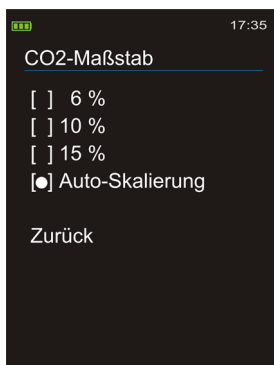 17:35
CO2-Maßstab
[ ] 6 %
[ ] 10 %
[ ] 15 %
[●] Auto-Skalierung
Zurück